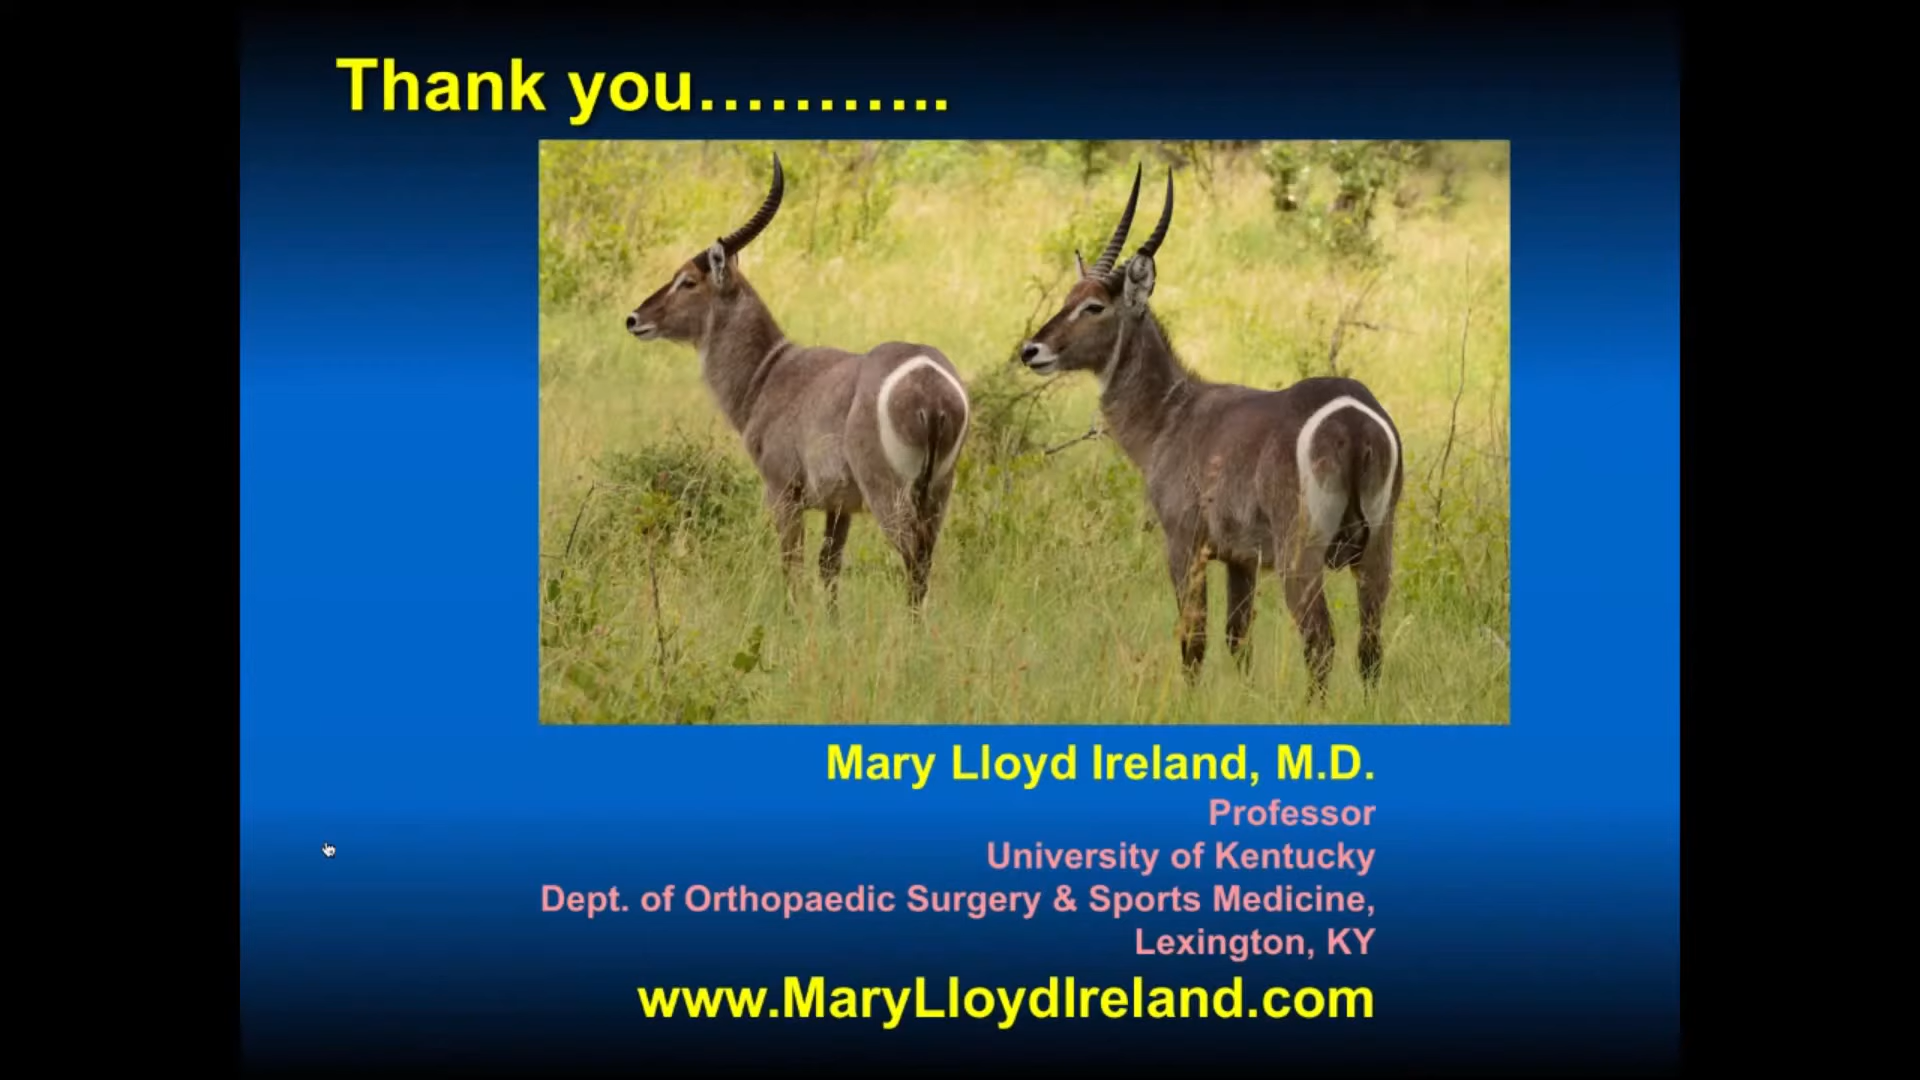 Thank you...........
Mary Lloyd Ireland, M.D.
Professor
University of Kentucky
Dept. of Orthopaedic Surgery & Sports Medicine,
Lexington, KY
www.MaryLloydIreland.com